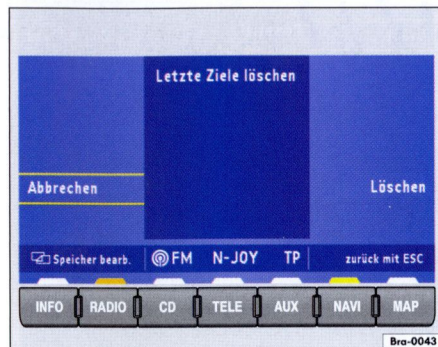 Letzte Ziele löschen
Abbrechen
Löschen
Speicher bearb. FM N-JOY TP zurück mit ESC
INFO RADIO CD TELE AUX NAVI MAP
Bra-0043